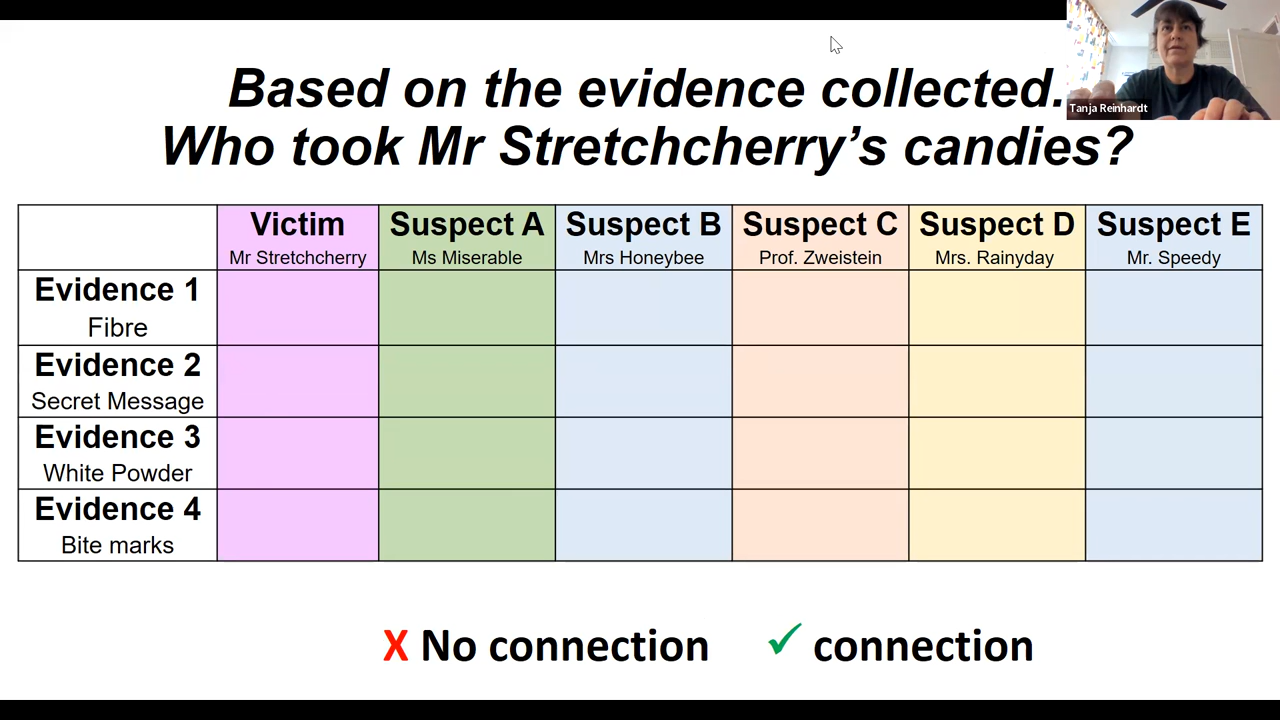 Based on the evidence collected.
Who took Mr Stretchcherry's candies?
Tanja Reinhardt
Victim Suspect A Suspect B Suspect C Suspect D Suspect E
Mr Stretchcherry Ms Miserable Mrs Honeybee Prof. Zweistein Mrs. Rainyday Mr. Speedy
Evidence 1
Fibre
Evidence 2
Secret Message
Evidence 3
White Powder
Evidence 4
Bite marks
X No connection ✓ connection